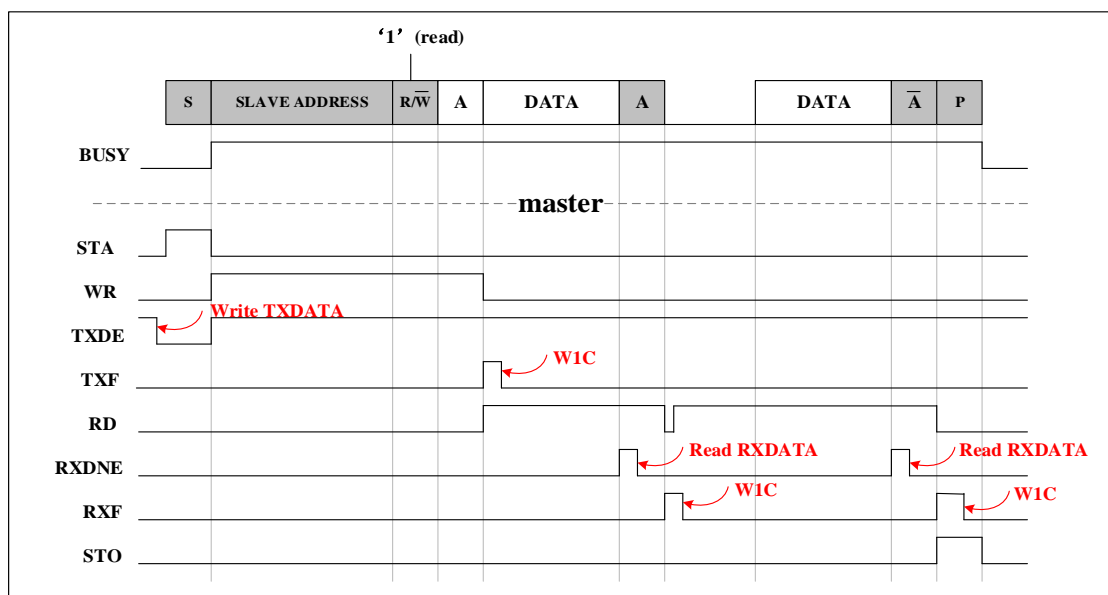 ‘1’ (read)
S SLAVE ADDRESS R/W̅ A DATA A DATA A̅ P
BUSY
master
STA
WR
Write TXDATA
TXDE
W1C
TXF
RD
Read RXDATA Read RXDATA
RXDNE
W1C W1C
RXF
STO